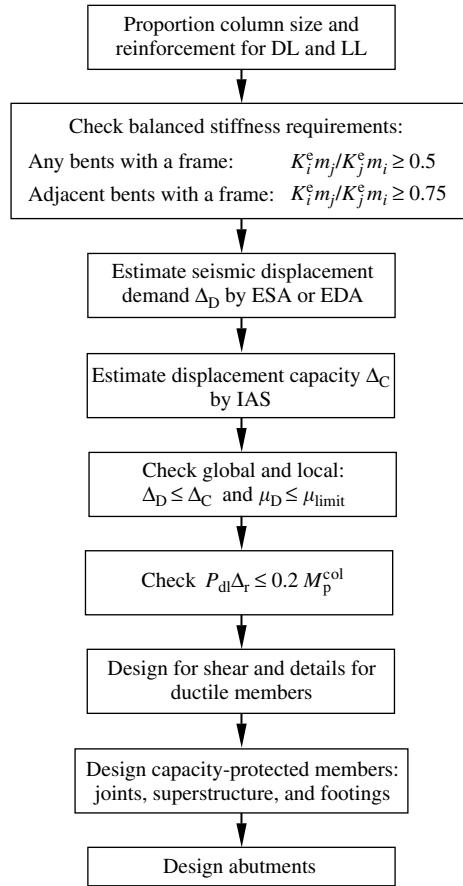 Proportion column size and
reinforcement for DL and LL
Check balanced stiffness requirements:
Any bents with a frame: K_i^e m_j/K_j^e m_i ≥ 0.5
Adjacent bents with a frame: K_i^e m_j/K_j^e m_i ≥ 0.75
Estimate seismic displacement
demand Δ_D by ESA or EDA
Estimate displacement capacity Δ_C
by IAS
Check global and local:
Δ_D ≤ Δ_C and μ_D ≤ μ_limit
Check P_dl Δ_r ≤ 0.2 M_p^col
Design for shear and details for
ductile members
Design capacity-protected members:
joints, superstructure, and footings
Design abutments